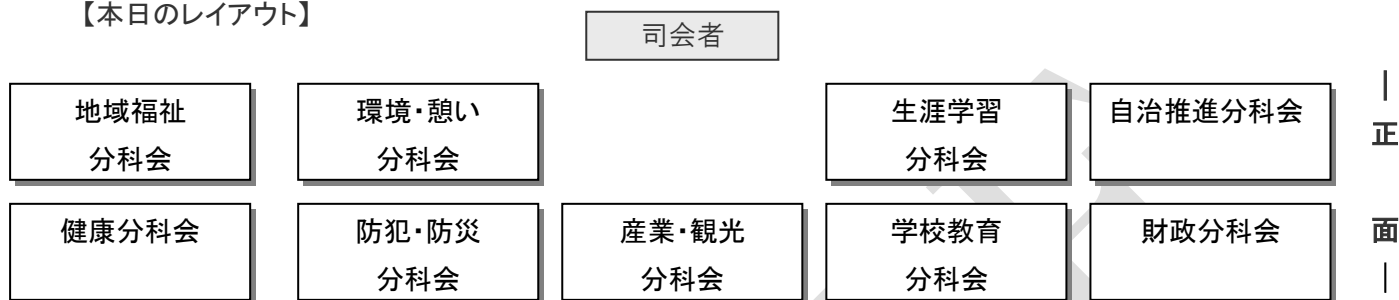 【本日のレイアウト】
司会者
地域福祉
分科会
環境・憩い
分科会
生涯学習
分科会
自治推進分科会
健康分科会
防犯・防災
分科会
産業・観光
分科会
学校教育
分科会
財政分科会
｜正面｜